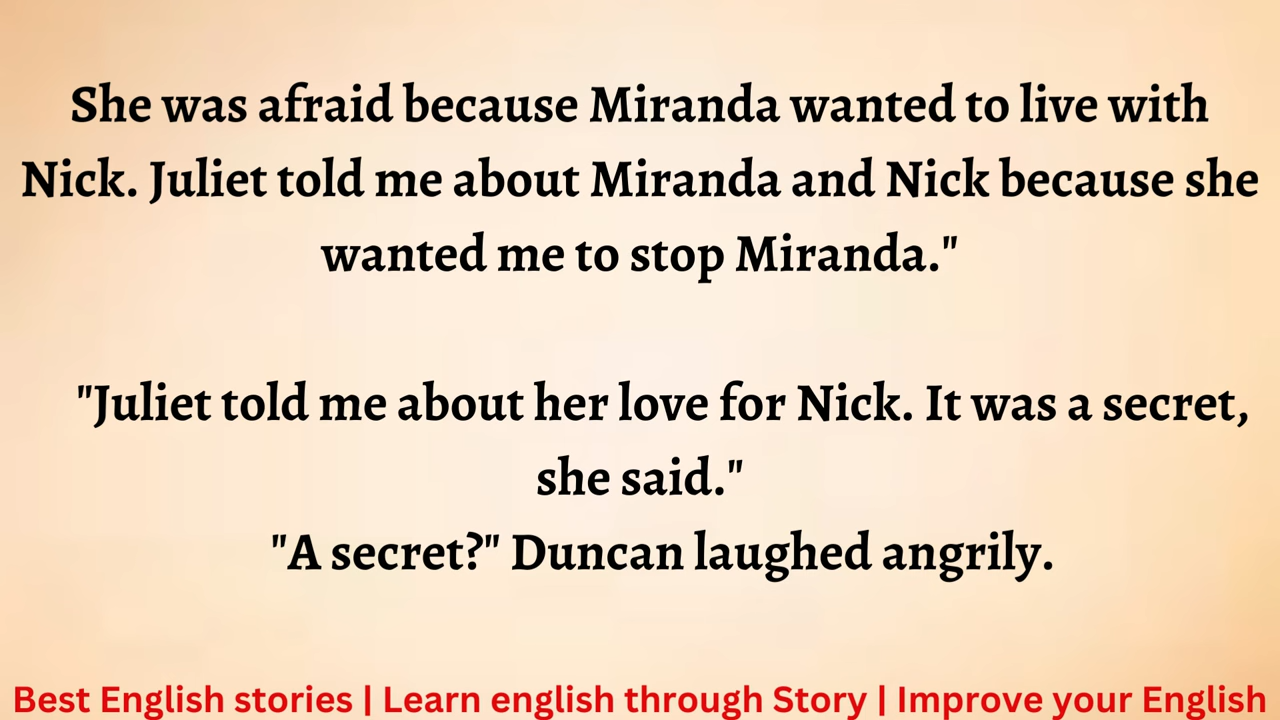 She was afraid because Miranda wanted to live with
Nick. Juliet told me about Miranda and Nick because she
wanted me to stop Miranda."
"Juliet told me about her love for Nick. It was a secret,
she said."
"A secret?" Duncan laughed angrily.
Best English stories | Learn english through Story | Improve your English